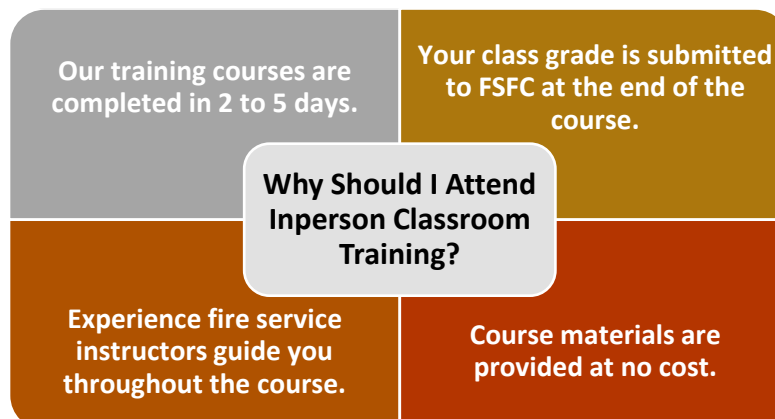 Our training courses are
completed in 2 to 5 days.
Your class grade is submitted
to FSFC at the end of the
course.
Why Should I Attend
Inperson Classroom
Training?
Experience fire service
instructors guide you
throughout the course.
Course materials are
provided at no cost.